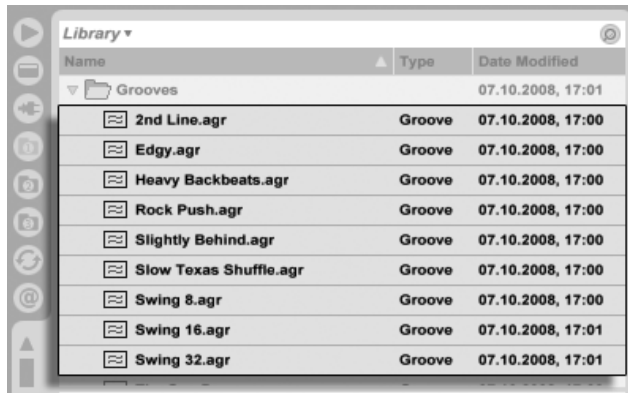 Library
Name Type Date Modified
Grooves 07.10.2008, 17:01
2nd Line.agr Groove 07.10.2008, 17:00
Edgy.agr Groove 07.10.2008, 17:00
Heavy Backbeats.agr Groove 07.10.2008, 17:00
Rock Push.agr Groove 07.10.2008, 17:00
Slightly Behind.agr Groove 07.10.2008, 17:00
Slow Texas Shuffle.agr Groove 07.10.2008, 17:00
Swing 8.agr Groove 07.10.2008, 17:00
Swing 16.agr Groove 07.10.2008, 17:01
Swing 32.agr Groove 07.10.2008, 17:01